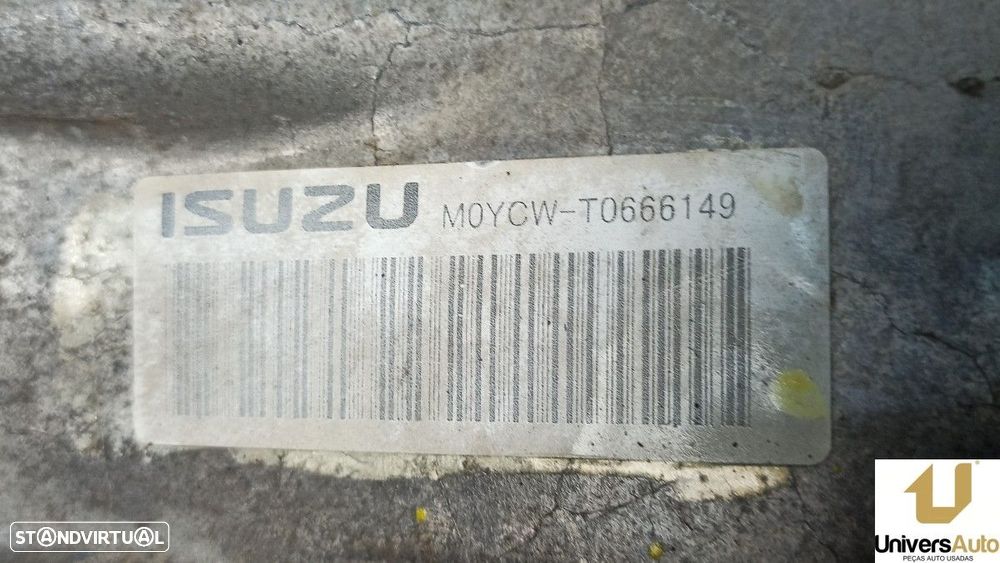 ISUZU M0YCW-T0666149
STANDVIRTUAL
UniversAuto
PEÇAS AUTO USADAS